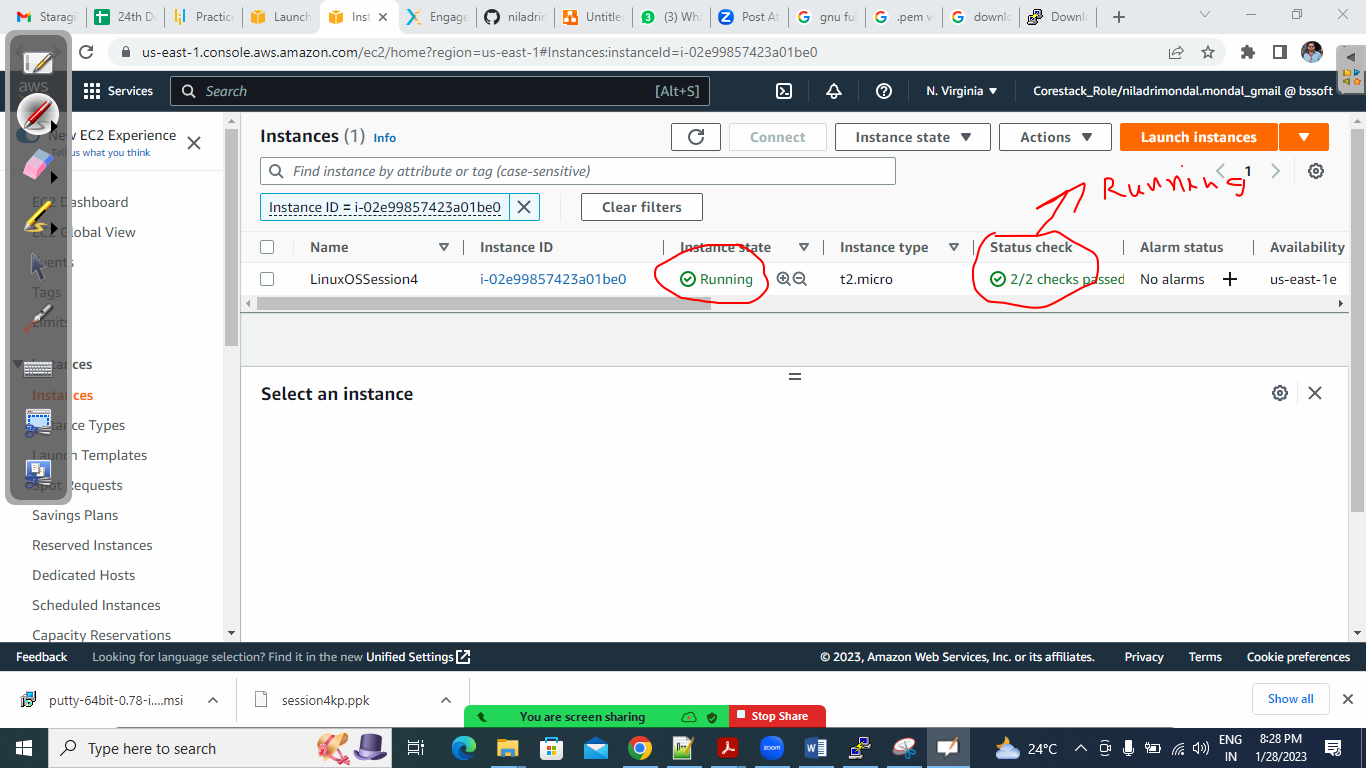 Staragi
24th D
Practice
Launch
Inst
Engage
niladrin
Untitle
(3) Wh
Post At
gnu ful
.pem v
downl
Downl
us-east-1.console.aws.amazon.com/ec2/home?region=us-east-1#Instances:instanceId=i-02e99857423a01be0
aws
Services
Search
[Alt+S]
N. Virginia
Corestack_Role/niladrimondal.mondal_gmail @ bssoft
New EC2 Experience
Tell us what you think
EC2 Dashboard
EC2 Global View
Events
Tags
Limits
Instances
Instances
Instance Types
Launch Templates
Spot Requests
Savings Plans
Reserved Instances
Dedicated Hosts
Scheduled Instances
Capacity Reservations
Instances (1) Info
Connect
Instance state
Actions
Launch instances
Find instance by attribute or tag (case-sensitive)
1
Running
Instance ID = i-02e99857423a01be0
Clear filters
Name Instance ID Instance state Instance type Status check Alarm status Availability
LinuxOSSession4 i-02e99857423a01be0 Running t2.micro 2/2 checks passed No alarms us-east-1e
Select an instance
Feedback
Looking for language selection? Find it in the new Unified Settings
© 2023, Amazon Web Services, Inc. or its affiliates.
Privacy
Terms
Cookie preferences
putty-64bit-0.78-i....msi
session4kp.ppk
Show all
You are screen sharing
Stop Share
Type here to search
zoom
24°C
ENG
IN
8:28 PM
1/28/2023